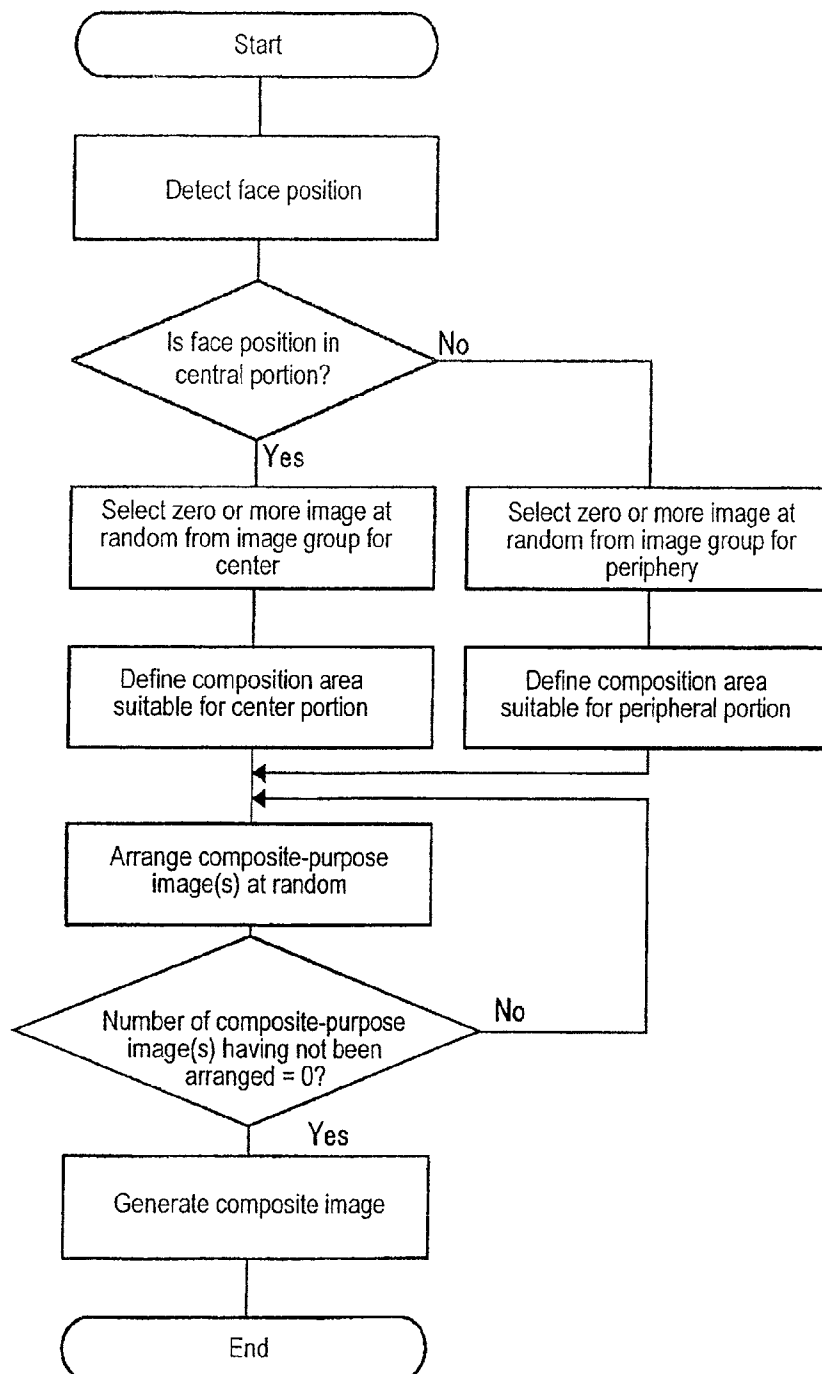 Start
Detect face position
Is face position in
central portion?
No
Yes
Select zero or more image at
random from image group for
center
Select zero or more image at
random from image group for
periphery
Define composition area
suitable for center portion
Define composition area
suitable for peripheral portion
Arrange composite-purpose
image(s) at random
Number of composite-purpose
image(s) having not been
arranged = 0?
No
Yes
Generate composite image
End